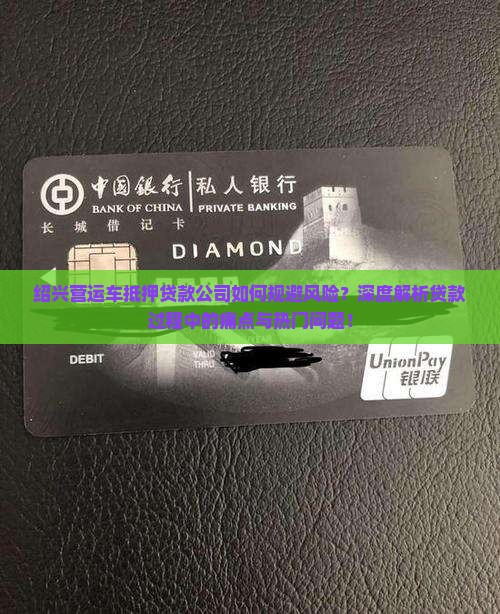 中國銀行 私人银行
BANK OF CHINA PRIVATE BANKING
长城借记卡
DIAMOND
绍兴营运车抵押贷款公司如何规避风险？深度解析贷款
过程中的痛点与热门问题！
DEBIT
VALID
THRU
UnionPay
银联